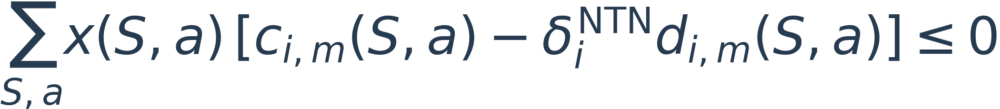 ∑_{S, a} x(S, a) [c_{i, m}(S, a) − δ_i^{NTN} d_{i, m}(S, a)] ≤ 0